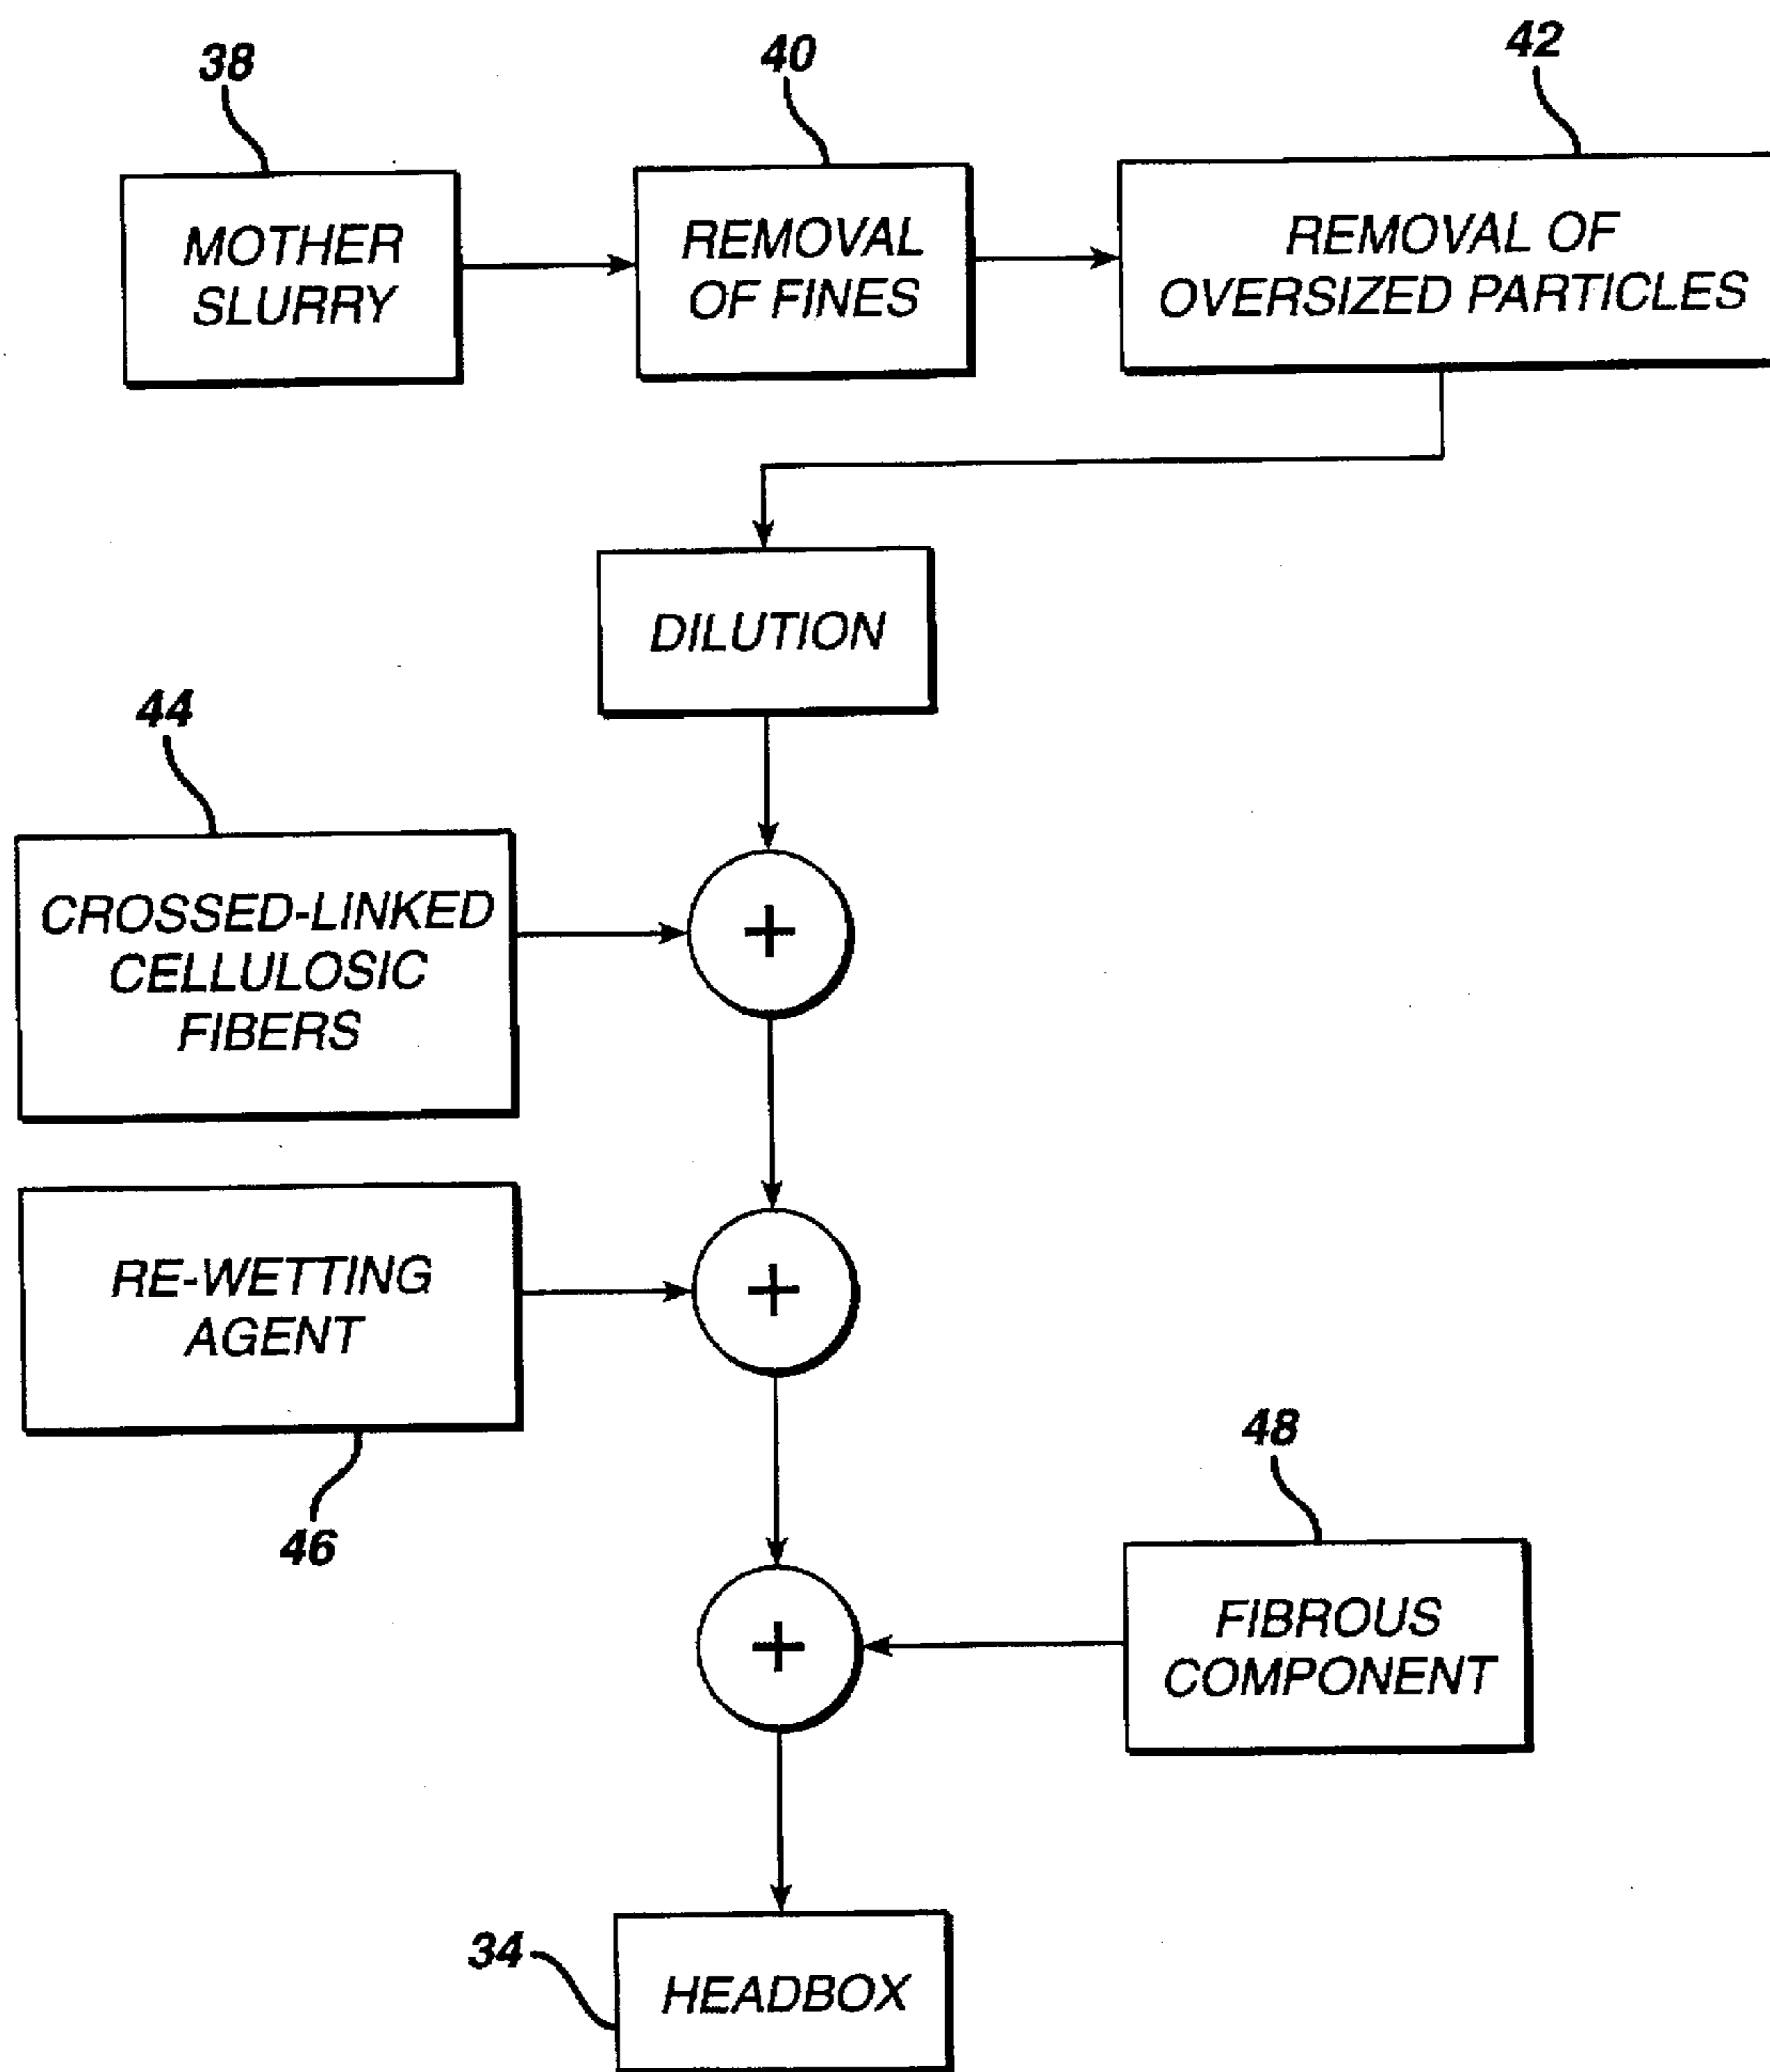 38
40
42
MOTHER
SLURRY
REMOVAL
OF FINES
REMOVAL OF
OVERSIZED PARTICLES
DILUTION
44
CROSSED-LINKED
CELLULOSIC
FIBERS
+
RE-WETTING
AGENT
+
46
48
FIBROUS
COMPONENT
+
34
HEADBOX